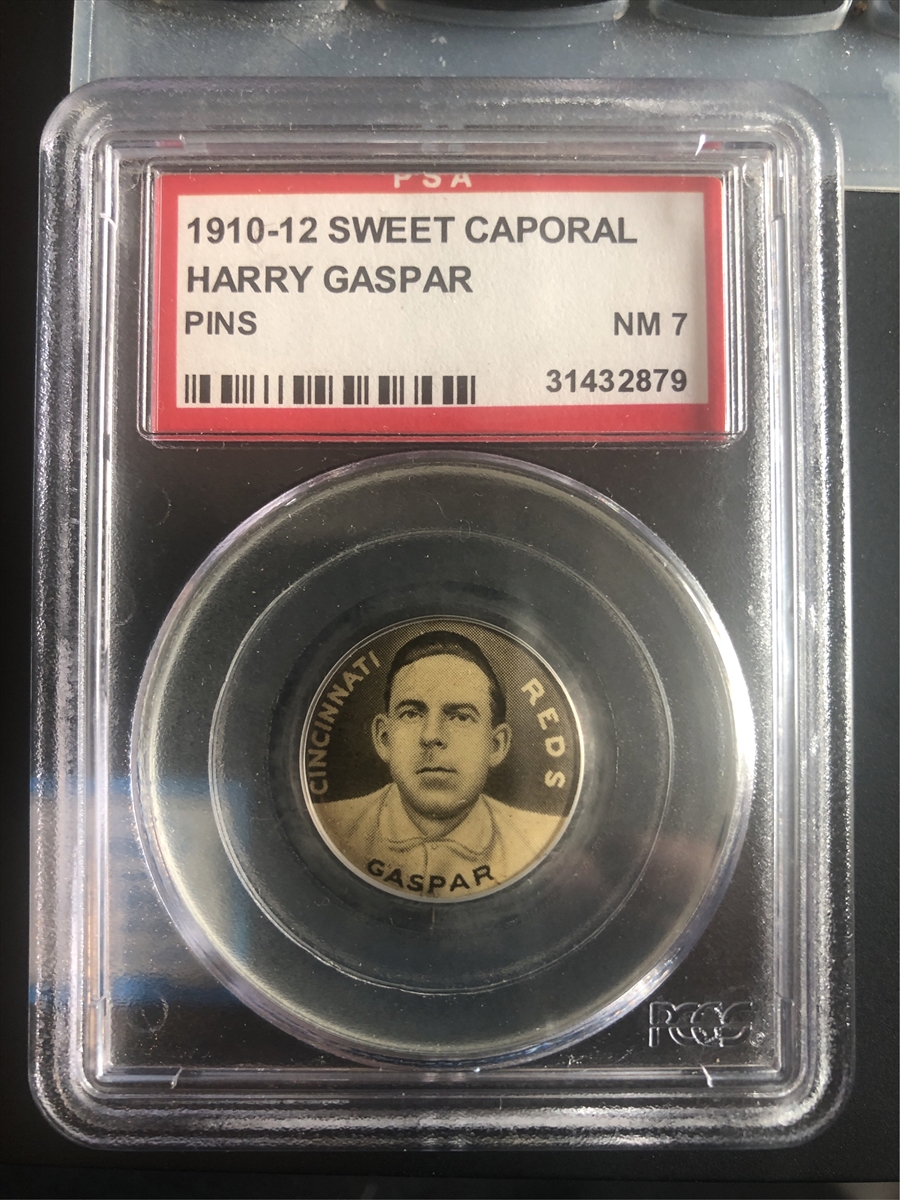 PSA
1910-12 SWEET CAPORAL
HARRY GASPAR
PINS NM 7
31432879
CINCINNATI REDS
GASPAR
PCGS